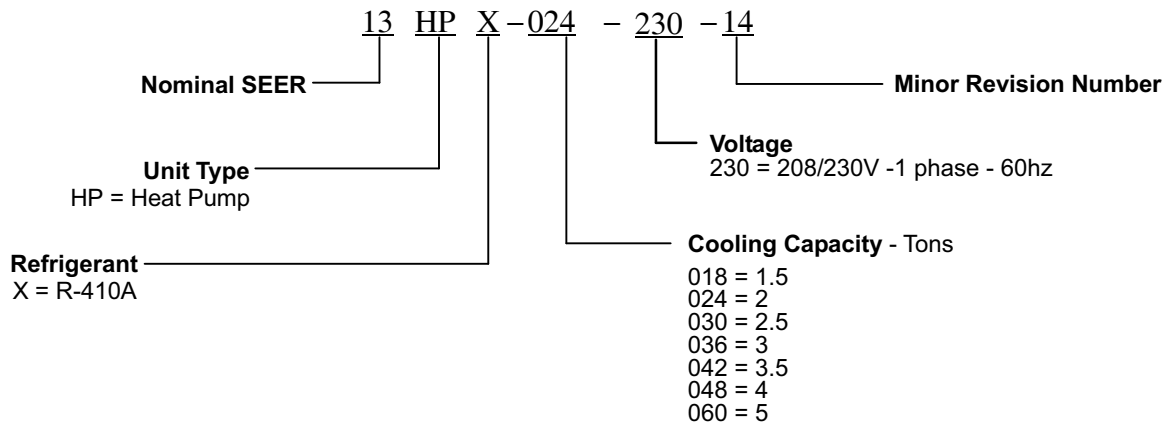 13 HP X – 024 – 230 – 14
Nominal SEER
Minor Revision Number
Unit Type
HP = Heat Pump
Voltage
230 = 208/230V -1 phase - 60hz
Refrigerant
X = R-410A
Cooling Capacity - Tons
018 = 1.5
024 = 2
030 = 2.5
036 = 3
042 = 3.5
048 = 4
060 = 5